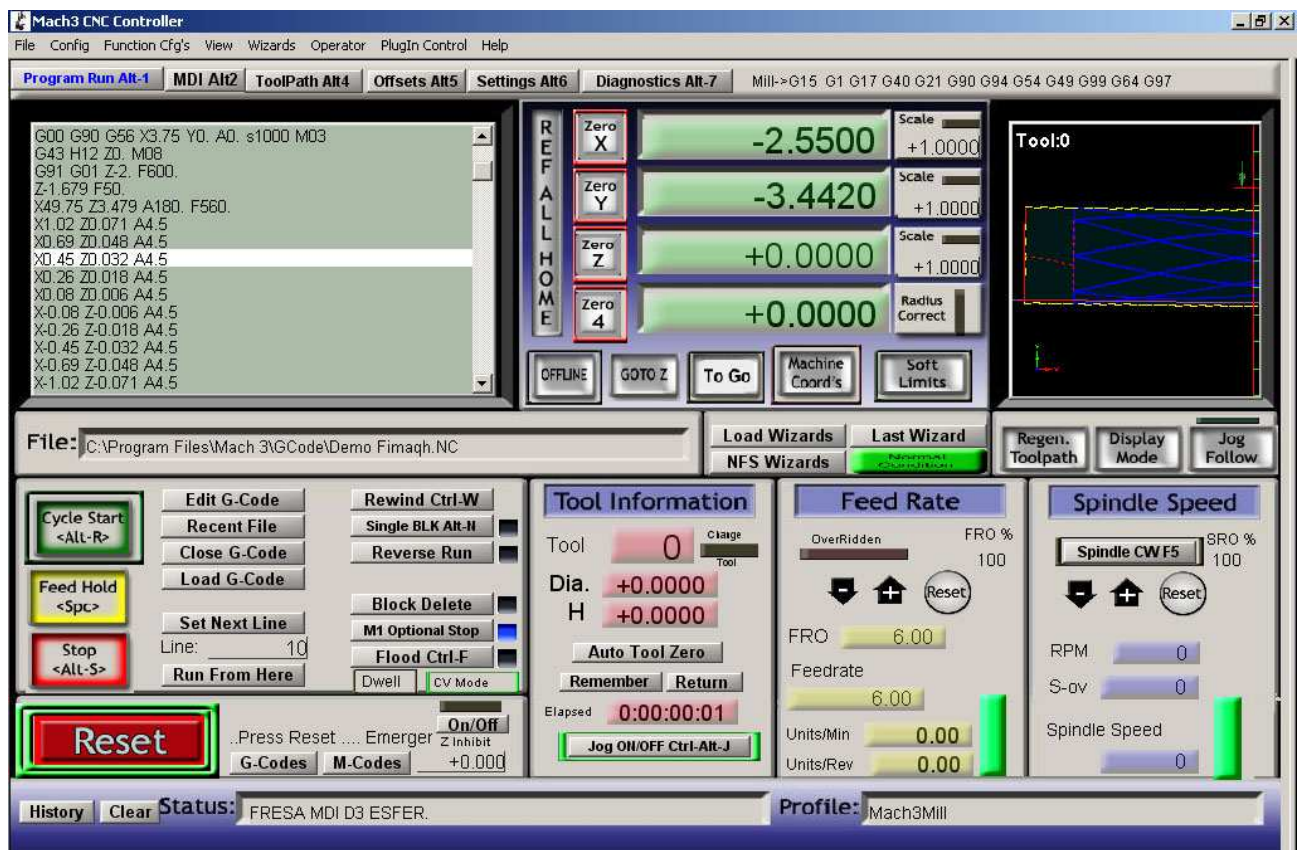 Mach3 CNC Controller
File Config Function Cfg's View Wizards Operator PlugIn Control Help
Program Run Alt-1 MDI Alt2 ToolPath Alt4 Offsets Alt5 Settings Alt6 Diagnostics Alt-7 Mill->G15 G1 G17 G40 G21 G90 G94 G54 G49 G99 G64 G97
G00 G90 G56 X3.75 Y0. A0. s1000 M03
G43 H12 Z0. M08
G91 G01 Z-2. F600.
Z-1.679 F50.
X49.75 Z3.479 A180. F560.
X1.02 Z0.071 A4.5
X0.69 Z0.048 A4.5
X0.45 Z0.032 A4.5
X0.26 Z0.018 A4.5
X0.08 Z0.006 A4.5
X-0.08 Z-0.006 A4.5
X-0.26 Z-0.018 A4.5
X-0.45 Z-0.032 A4.5
X-0.69 Z-0.048 A4.5
X-1.02 Z-0.071 A4.5
REF ALL HOME
Zero X -2.5500 Scale +1.0000
Zero Y -3.4420 Scale +1.0000
Zero Z +0.0000 Scale +1.0000
Zero 4 +0.0000 Radius Correct
OFFLINE GOTO Z To Go Machine Coord's Soft Limits
Tool:0
File: C:\Program Files\Mach 3\GCode\Demo Fimaqh.NC
Load Wizards Last Wizard
NFS Wizards Normal Condition
Regen. Toolpath Display Mode Jog Follow
Cycle Start <Alt-R>
Feed Hold <Spc>
Stop <Alt-S>
Edit G-Code
Recent File
Close G-Code
Load G-Code
Set Next Line
Line: 10
Run From Here
Rewind Ctrl-W
Single BLK Alt-N
Reverse Run
Block Delete
M1 Optional Stop
Flood Ctrl-F
Dwell CV Mode
Reset
..Press Reset .... Emerger
G-Codes M-Codes
On/Off
Z Inhibit
+0.000
Tool Information
Tool 0 Change Tool
Dia. +0.0000
H +0.0000
Auto Tool Zero
Remember Return
Elapsed 0:00:00:01
Jog ON/OFF Ctrl-Alt-J
Feed Rate
OverRidden FRO %
100
Reset
FRO 6.00
Feedrate
6.00
Units/Min 0.00
Units/Rev 0.00
Spindle Speed
Spindle CW F5 SRO %
100
Reset
RPM 0
S-ov 0
Spindle Speed
0
History Clear Status: FRESA MDI D3 ESFER. Profile: Mach3Mill